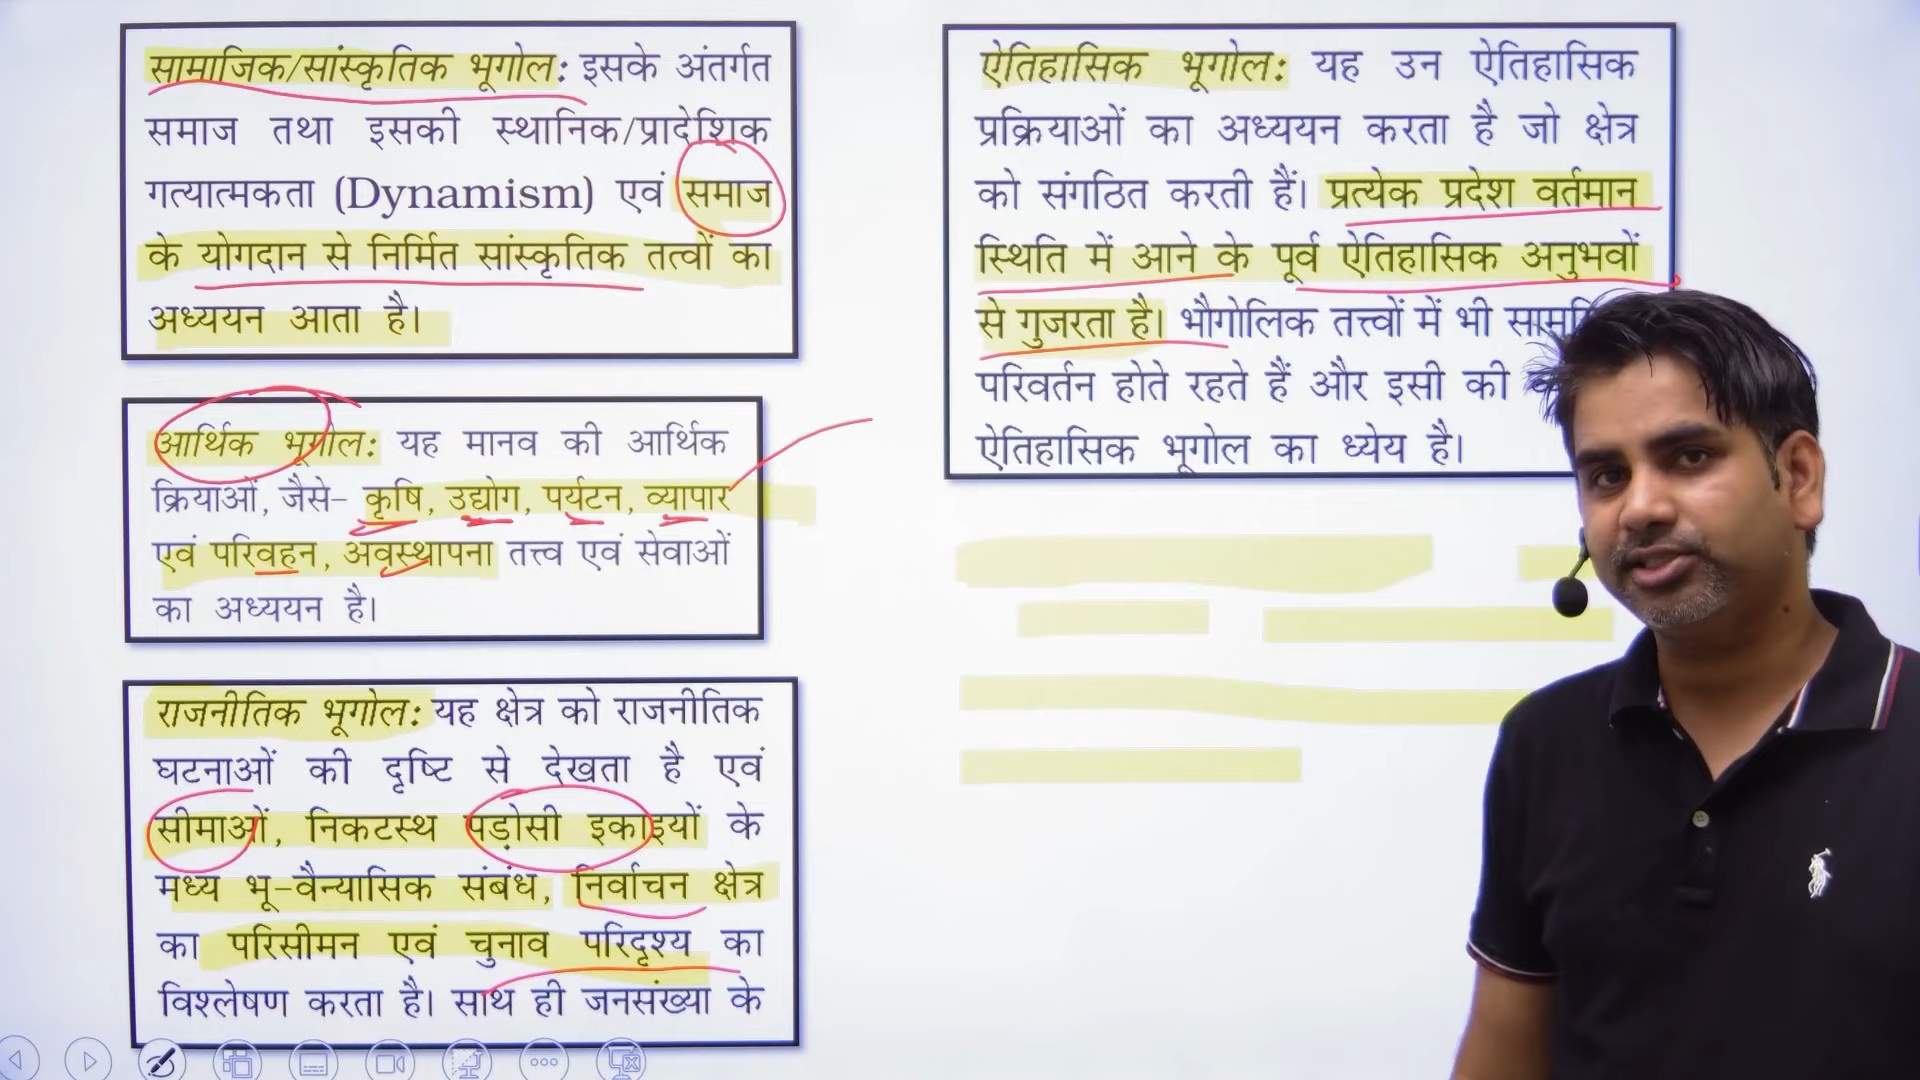 सामाजिक/सांस्कृतिक भूगोल: इसके अंतर्गत
समाज तथा इसकी स्थानिक/प्रादेशिक
गत्यात्मकता (Dynamism) एवं समाज
के योगदान से निर्मित सांस्कृतिक तत्वों का
अध्ययन आता है।
आर्थिक भूगोल: यह मानव की आर्थिक
क्रियाओं, जैसे- कृषि, उद्योग, पर्यटन, व्यापार
एवं परिवहन, अवस्थापना तत्त्व एवं सेवाओं
का अध्ययन है।
राजनीतिक भूगोल: यह क्षेत्र को राजनीतिक
घटनाओं की दृष्टि से देखता है एवं
सीमाओं, निकटस्थ पड़ोसी इकाइयों के
मध्य भू-वैन्यासिक संबंध, निर्वाचन क्षेत्र
का परिसीमन एवं चुनाव परिदृश्य का
विश्लेषण करता है। साथ ही जनसंख्या के
ऐतिहासिक भूगोल: यह उन ऐतिहासिक
प्रक्रियाओं का अध्ययन करता है जो क्षेत्र
को संगठित करती हैं। प्रत्येक प्रदेश वर्तमान
स्थिति में आने के पूर्व ऐतिहासिक अनुभवों
से गुजरता है। भौगोलिक तत्त्वों में भी
परिवर्तन होते रहते हैं और इसी की
ऐतिहासिक भूगोल का ध्येय है।